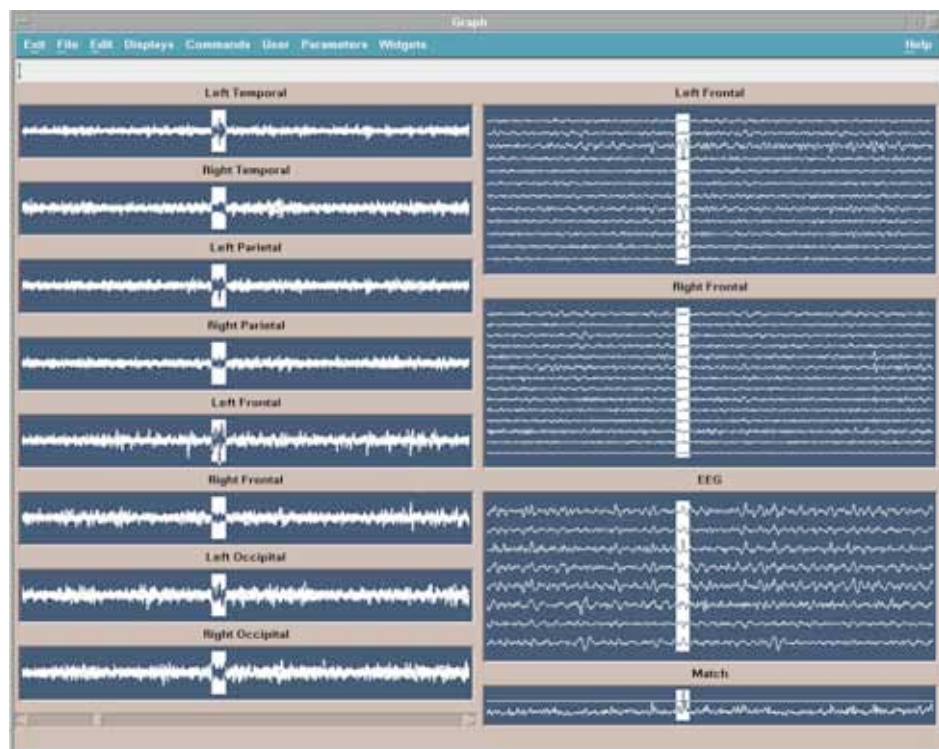 Graph
Exit File Edit Displays Commands User Parameters Widgets Help
Left Temporal
Right Temporal
Left Parietal
Right Parietal
Left Frontal
Right Frontal
Left Occipital
Right Occipital
Left Frontal
Right Frontal
EEG
Match